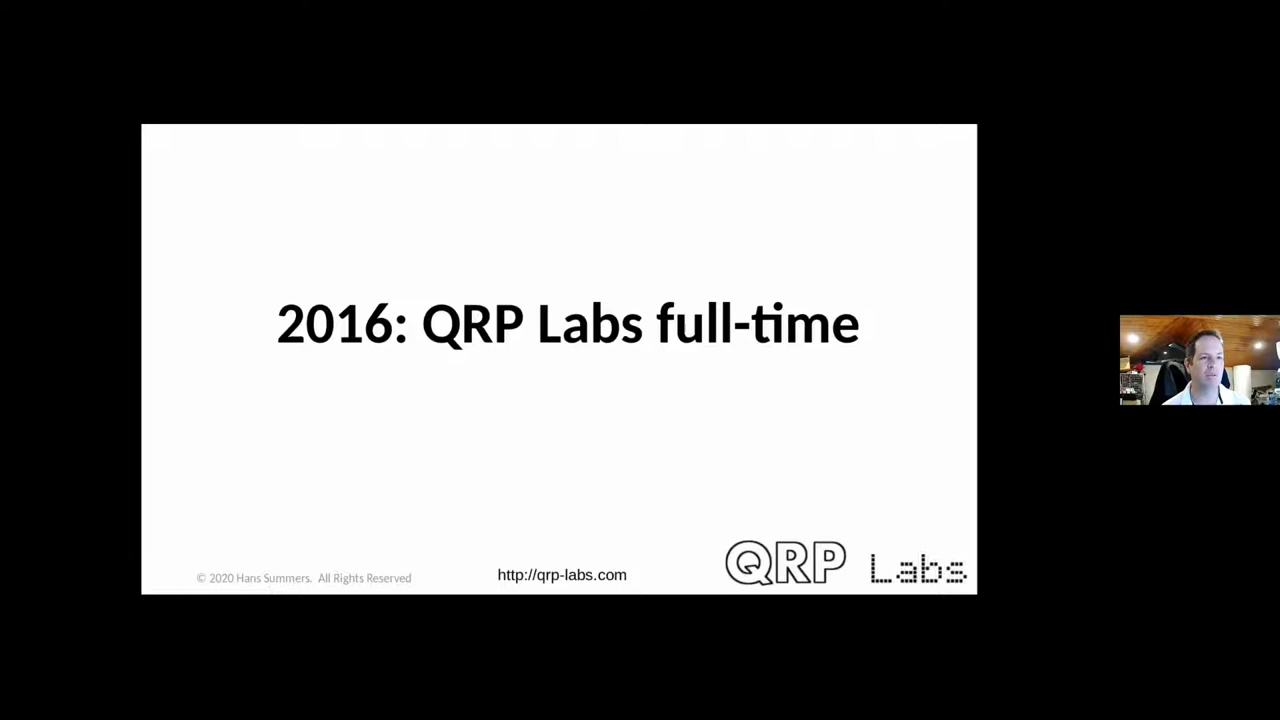 2016: QRP Labs full-time
© 2020 Hans Summers. All Rights Reserved
http://qrp-labs.com
QRP Labs